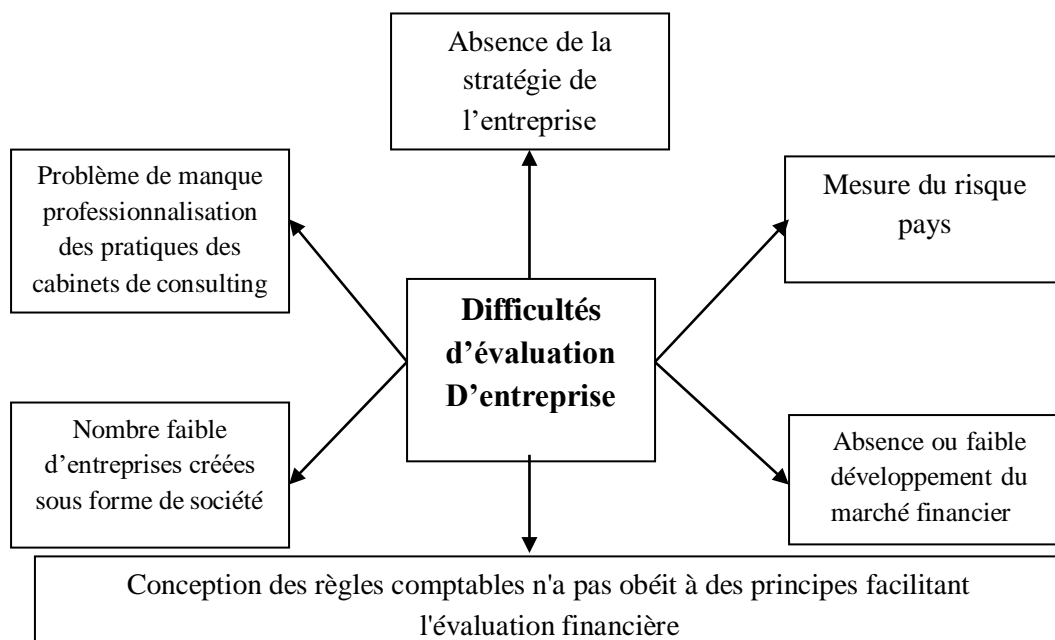 Absence de la
stratégie de
l’entreprise
Problème de manque
professionnalisation
des pratiques des
cabinets de consulting
Mesure du risque
pays
Difficultés
d’évaluation
D’entreprise
Nombre faible
d’entreprises créées
sous forme de société
Absence ou faible
développement du
marché financier
Conception des règles comptables n'a pas obéit à des principes facilitant
l'évaluation financière